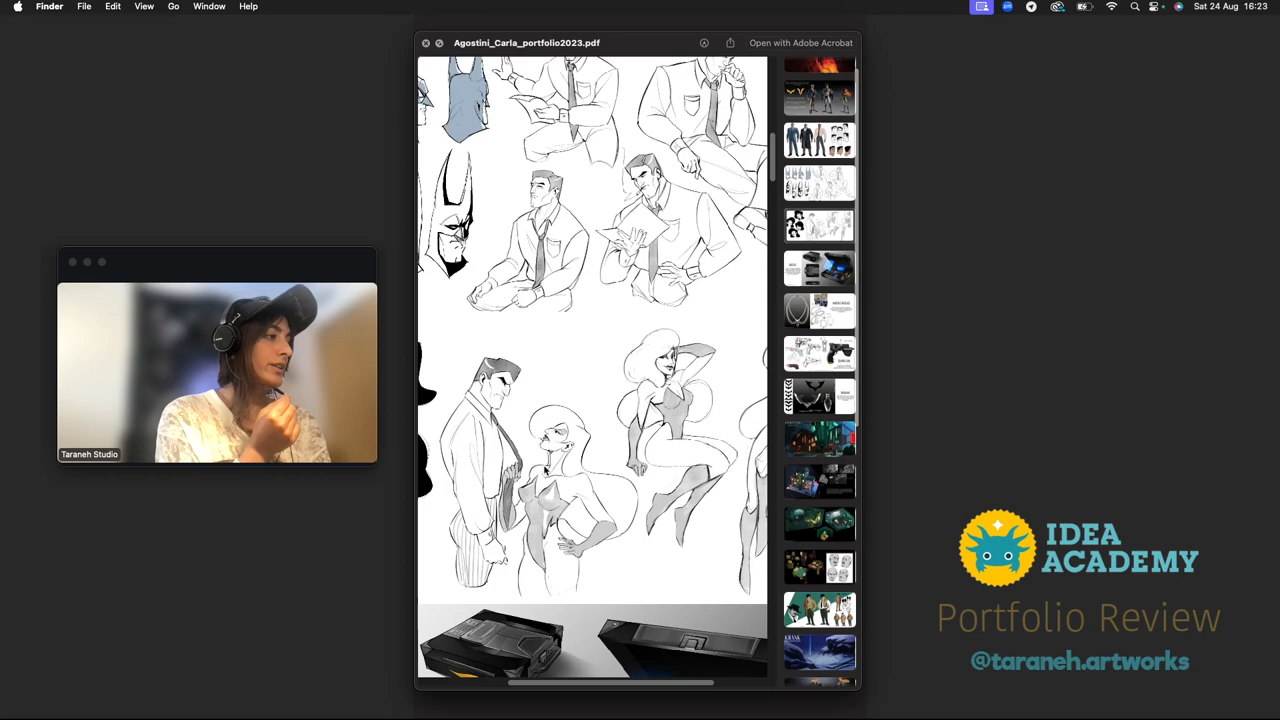 Finder File Edit View Go Window Help
Sat 24 Aug 16:23
Agostini_Carla_portfolio2023.pdf
Open with Adobe Acrobat
Taraneh Studio
IDEA
ACADEMY
Portfolio Review
@taraneh.artworks